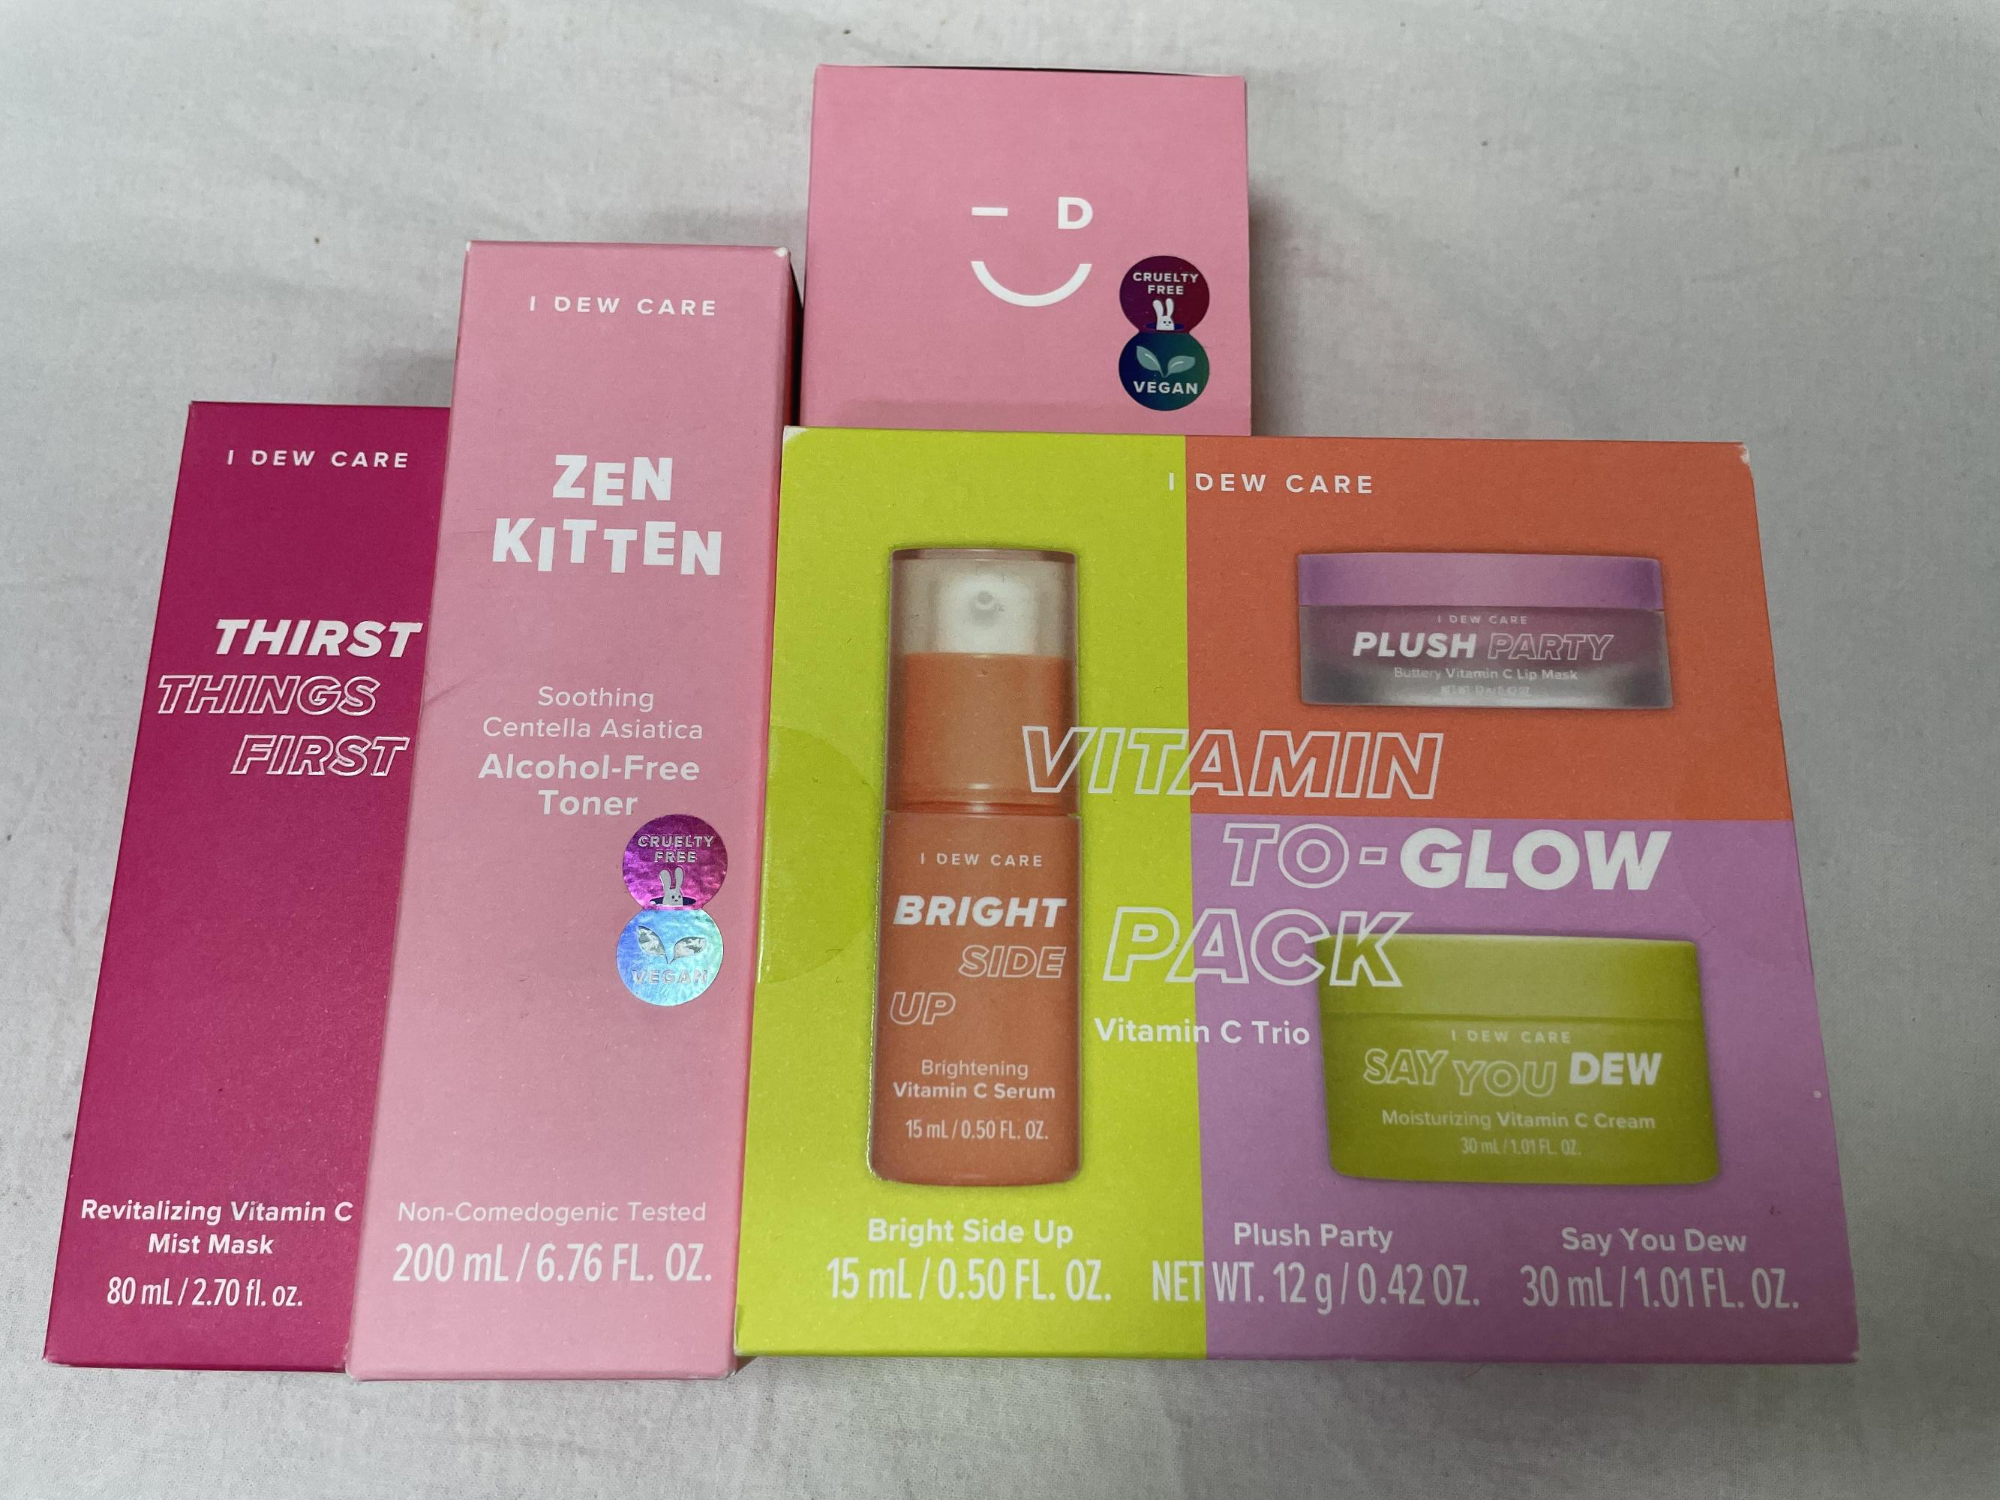 I DEW CARE
THIRST
THINGS
FIRST
Revitalizing Vitamin C
Mist Mask
80 mL / 2.70 fl. oz.
I DEW CARE
ZEN
KITTEN
Soothing
Centella Asiatica
Alcohol-Free
Toner
CRUELTY
FREE
VEGAN
Non-Comedogenic Tested
200 mL / 6.76 FL. OZ.
I D
CRUELTY
FREE
VEGAN
I DEW CARE
VITAMIN
TO-GLOW
PACK
Vitamin C Trio
I DEW CARE
BRIGHT
SIDE
UP
Brightening
Vitamin C Serum
15 mL / 0.50 FL. OZ.
I DEW CARE
PLUSH PARTY
Buttery Vitamin C Lip Mask
I DEW CARE
SAY YOU DEW
Moisturizing Vitamin C Cream
30 mL / 1.01 FL. OZ.
Bright Side Up
15 mL / 0.50 FL. OZ.
Plush Party
NET WT. 12 g / 0.42 OZ.
Say You Dew
30 mL / 1.01 FL. OZ.